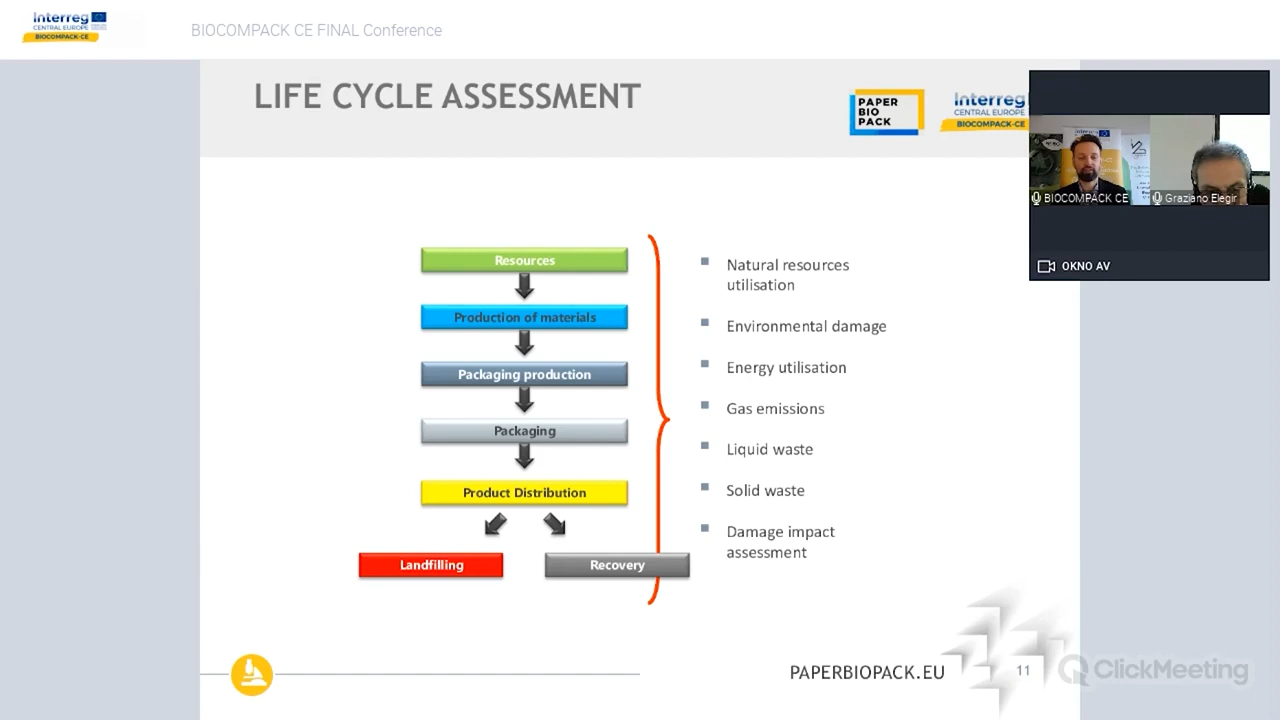 Interreg
CENTRAL EUROPE
BIOCOMPACK-CE
BIOCOMPACK CE FINAL Conference
LIFE CYCLE ASSESSMENT
PAPER
BIO
PACK
Interreg
CENTRAL EUROPE
BIOCOMPACK-CE
BIOCOMPACK CE
Graziano Elegir
OKNO AV
Resources
Production of materials
Packaging production
Packaging
Product Distribution
Landfilling
Recovery
Natural resources
utilisation
Environmental damage
Energy utilisation
Gas emissions
Liquid waste
Solid waste
Damage impact
assessment
PAPERBIOPACK.EU
11
ClickMeeting